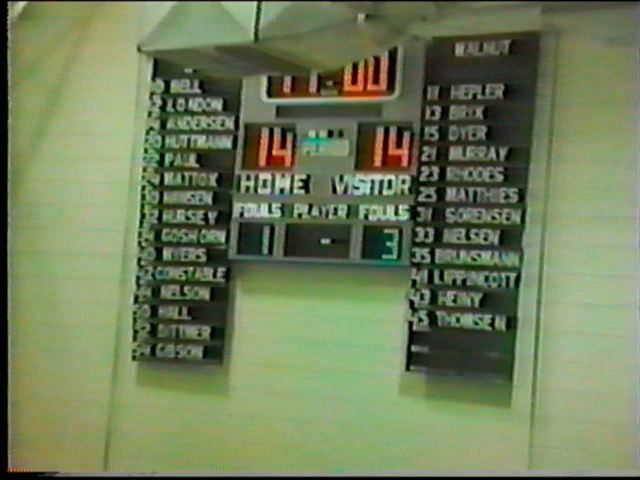 BELL
LONDON
ANDERSEN
HUTTMANN
PAUL
MATTOX
HANSEN
HURSEY
GOSHORN
MYERS
CONSTABLE
NELSON
HALL
DITTMER
GIBSON
:00
14 14
HOME VISITOR
FOULS PLAYER FOULS
1 - 3
WALNUT
11 HEPLER
13 BRIX
15 DYER
21 MURRAY
23 RHODES
25 MATTHIES
31 SORENSEN
33 NELSEN
35 BRUNSMANN
41 LIPPINCOTT
43 HEINY
45 THOMSEN